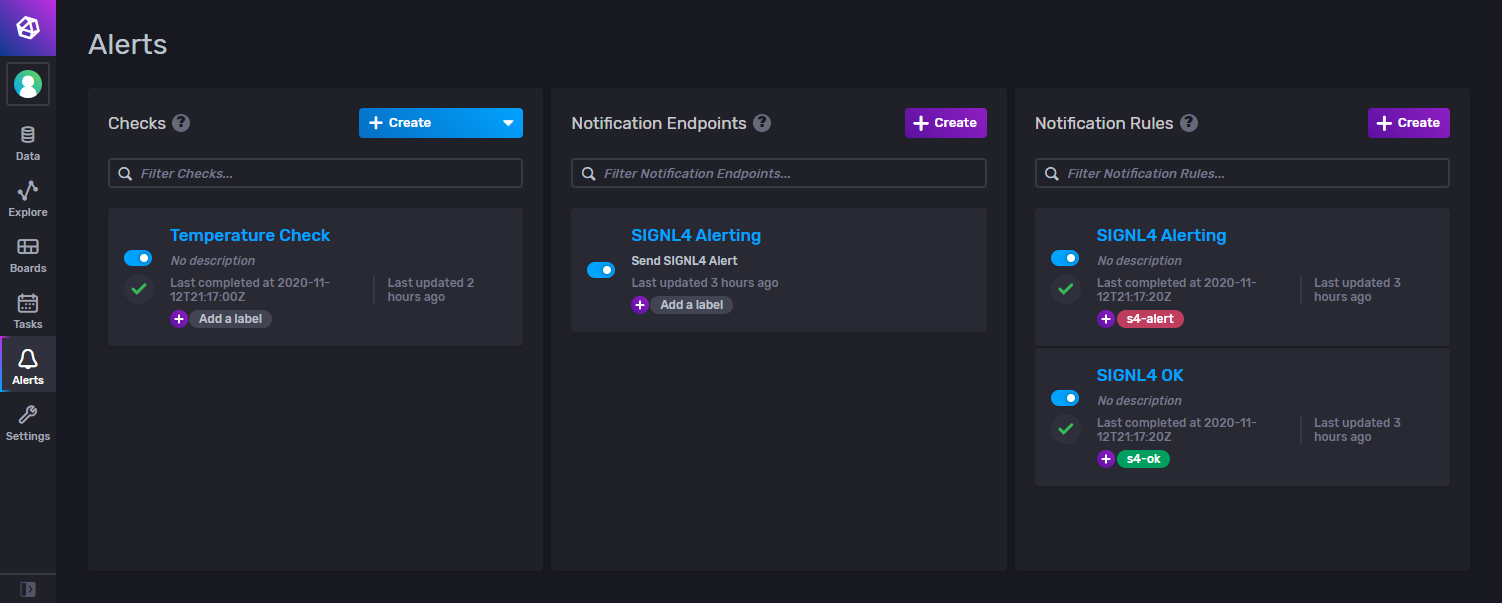 Alerts
Data
Explore
Boards
Tasks
Alerts
Settings
Checks ?
Create
Filter Checks...
Temperature Check
No description
Last completed at 2020-11-
12T21:17:00Z
Last updated 2
hours ago
Add a label
Notification Endpoints ?
Create
Filter Notification Endpoints...
SIGNL4 Alerting
Send SIGNL4 Alert
Last updated 3 hours ago
Add a label
Notification Rules ?
Create
Filter Notification Rules...
SIGNL4 Alerting
No description
Last completed at 2020-11-
12T21:17:20Z
Last updated 3
hours ago
s4-alert
SIGNL4 OK
No description
Last completed at 2020-11-
12T21:17:20Z
Last updated 3
hours ago
s4-ok